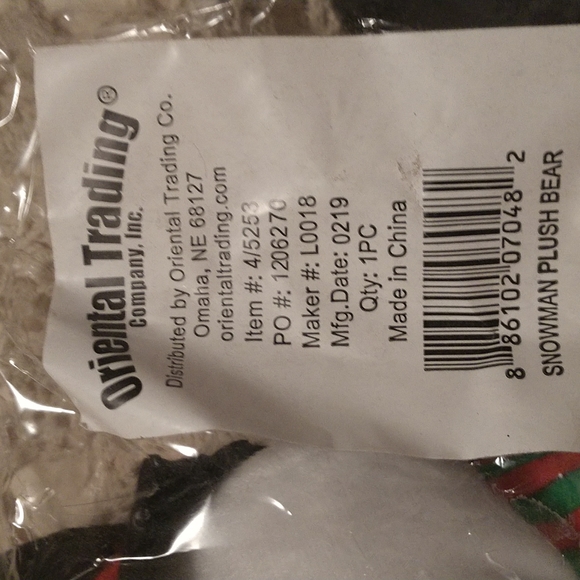 Oriental Trading®
Company, Inc.
Distributed by Oriental Trading Co.
Omaha, NE 68127
orientaltrading.com
Item #: 4/5253
PO #: 1206270
Maker #: L0018
Mfg.Date: 0219
Qty: 1PC
Made in China
8 86102 07048 2
SNOWMAN PLUSH BEAR